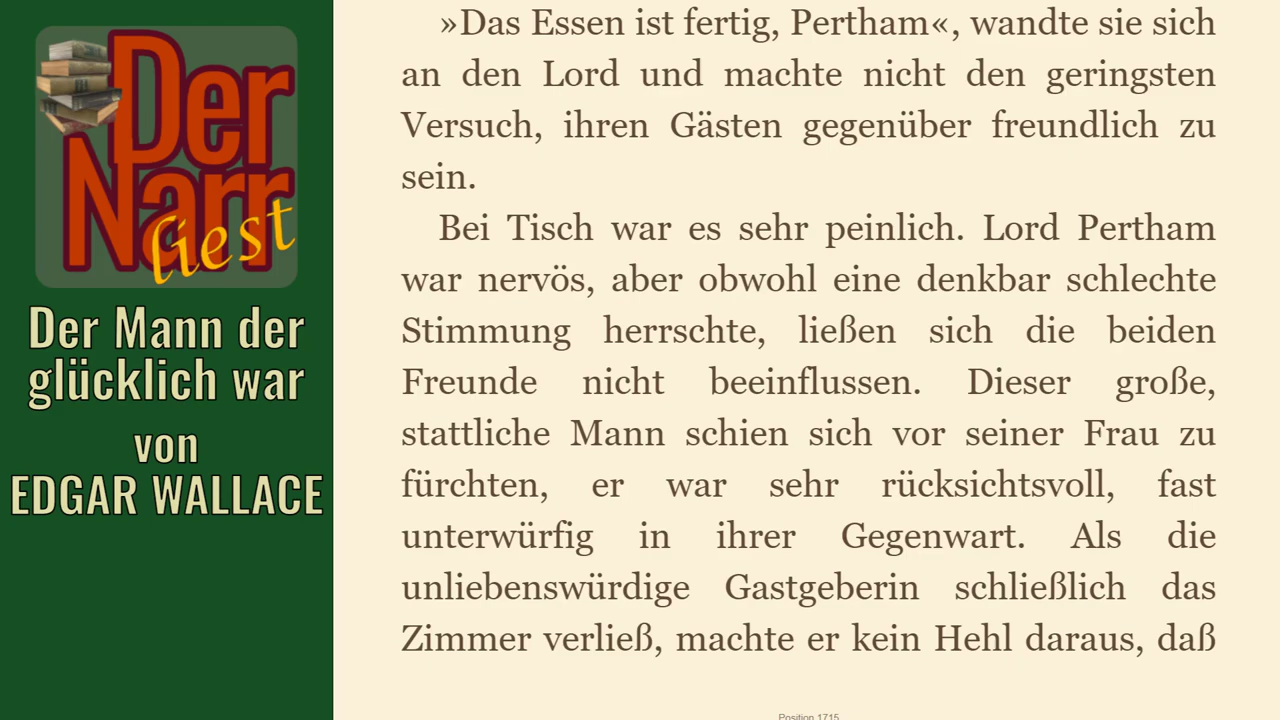 Der
Narr
liest
Der Mann der
glücklich war
von
EDGAR WALLACE
»Das Essen ist fertig, Pertham«, wandte sie sich
an den Lord und machte nicht den geringsten
Versuch, ihren Gästen gegenüber freundlich zu
sein.
Bei Tisch war es sehr peinlich. Lord Pertham
war nervös, aber obwohl eine denkbar schlechte
Stimmung herrschte, ließen sich die beiden
Freunde nicht beeinflussen. Dieser große,
stattliche Mann schien sich vor seiner Frau zu
fürchten, er war sehr rücksichtsvoll, fast
unterwürfig in ihrer Gegenwart. Als die
unliebenswürdige Gastgeberin schließlich das
Zimmer verließ, machte er kein Hehl daraus, daß
Position 1715